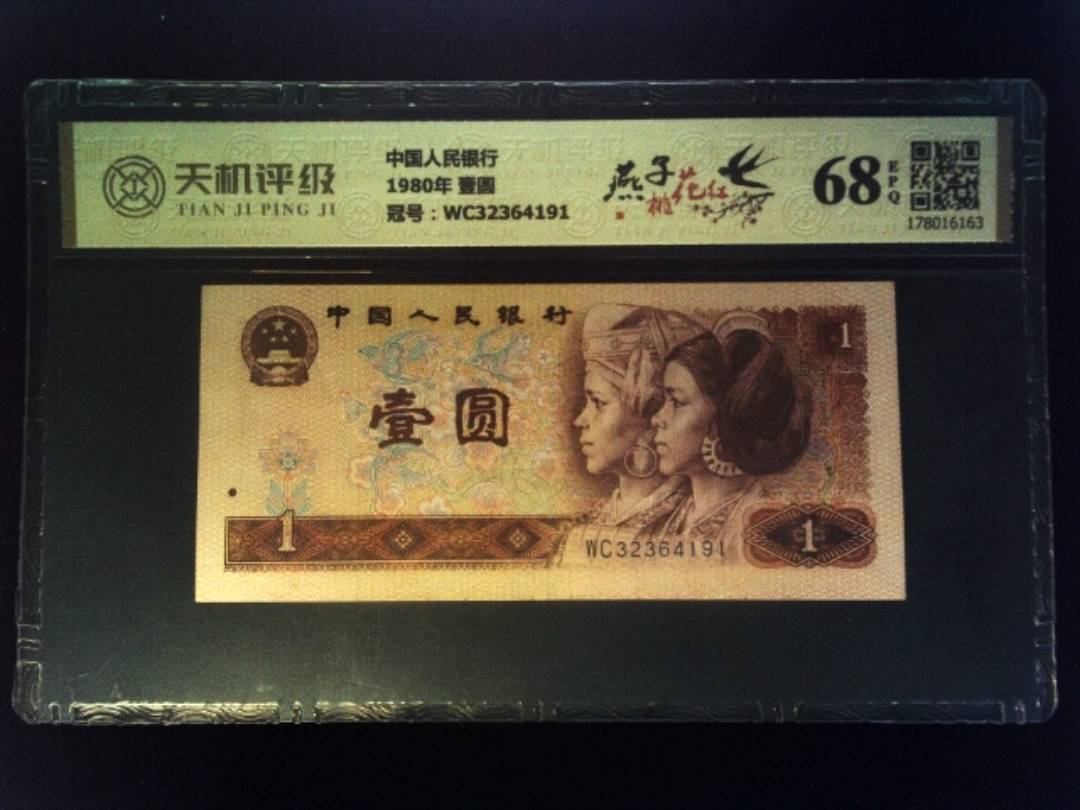 天机评级
TIAN JI PING JI
中国人民银行
1980年 壹圆
冠号：WC32364191
燕子
桃花红
68
EPQ
178016163
中国人民银行
壹圆
1
1
WC32364191
1